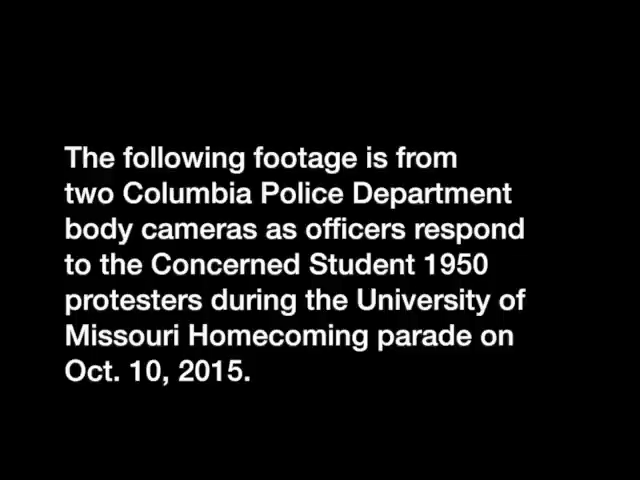 The following footage is from
two Columbia Police Department
body cameras as officers respond
to the Concerned Student 1950
protesters during the University of
Missouri Homecoming parade on
Oct. 10, 2015.